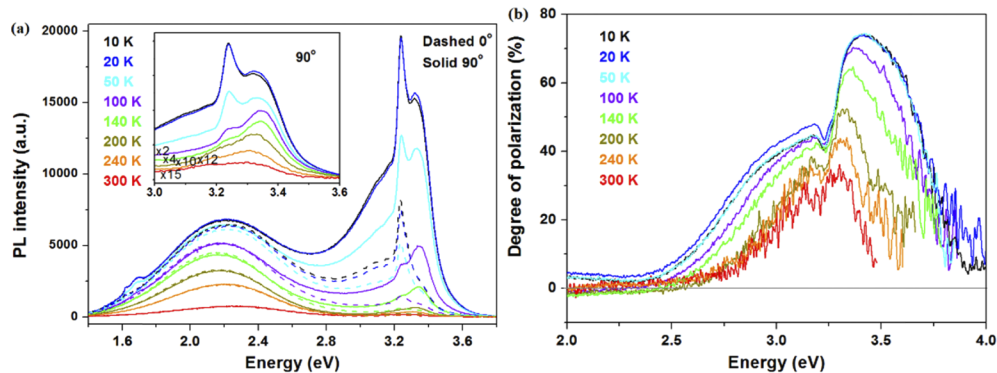 (a)
20000
15000
10000
5000
0
PL intensity (a.u.)
10 K
20 K
50 K
100 K
140 K
200 K
240 K
300 K
90°
x2
x4
x10
x12
x15
3.0
3.2
3.4
3.6
Dashed 0°
Solid 90°
1.6
2.0
2.4
2.8
3.2
3.6
Energy (eV)
(b)
80
60
40
20
0
Degree of polarization (%)
10 K
20 K
50 K
100 K
140 K
200 K
240 K
300 K
2.0
2.5
3.0
3.5
4.0
Energy (eV)